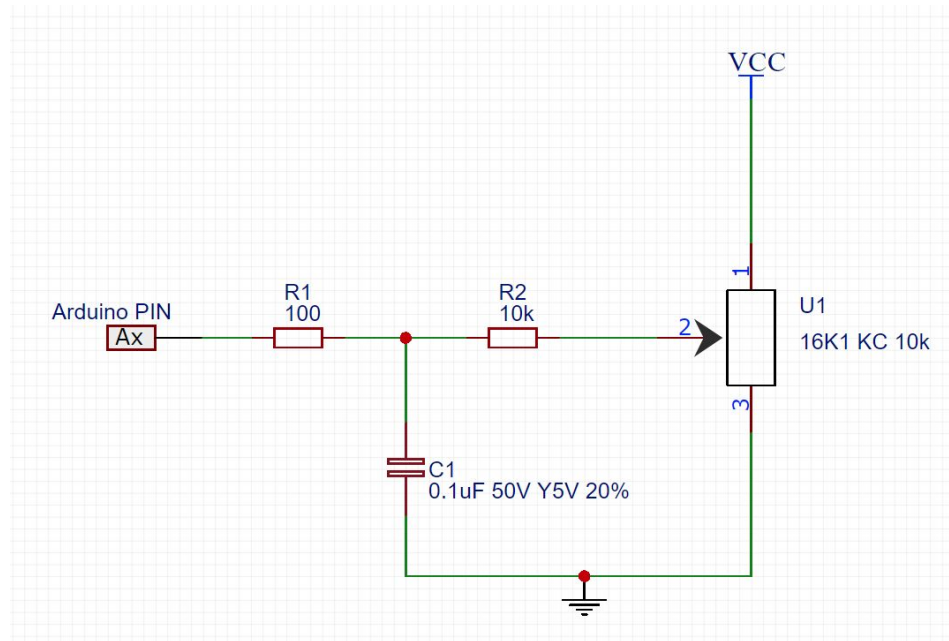 VCC
1
R1
100
R2
10k
Arduino PIN
Ax
2
U1
16K1 KC 10k
3
C1
0.1uF 50V Y5V 20%